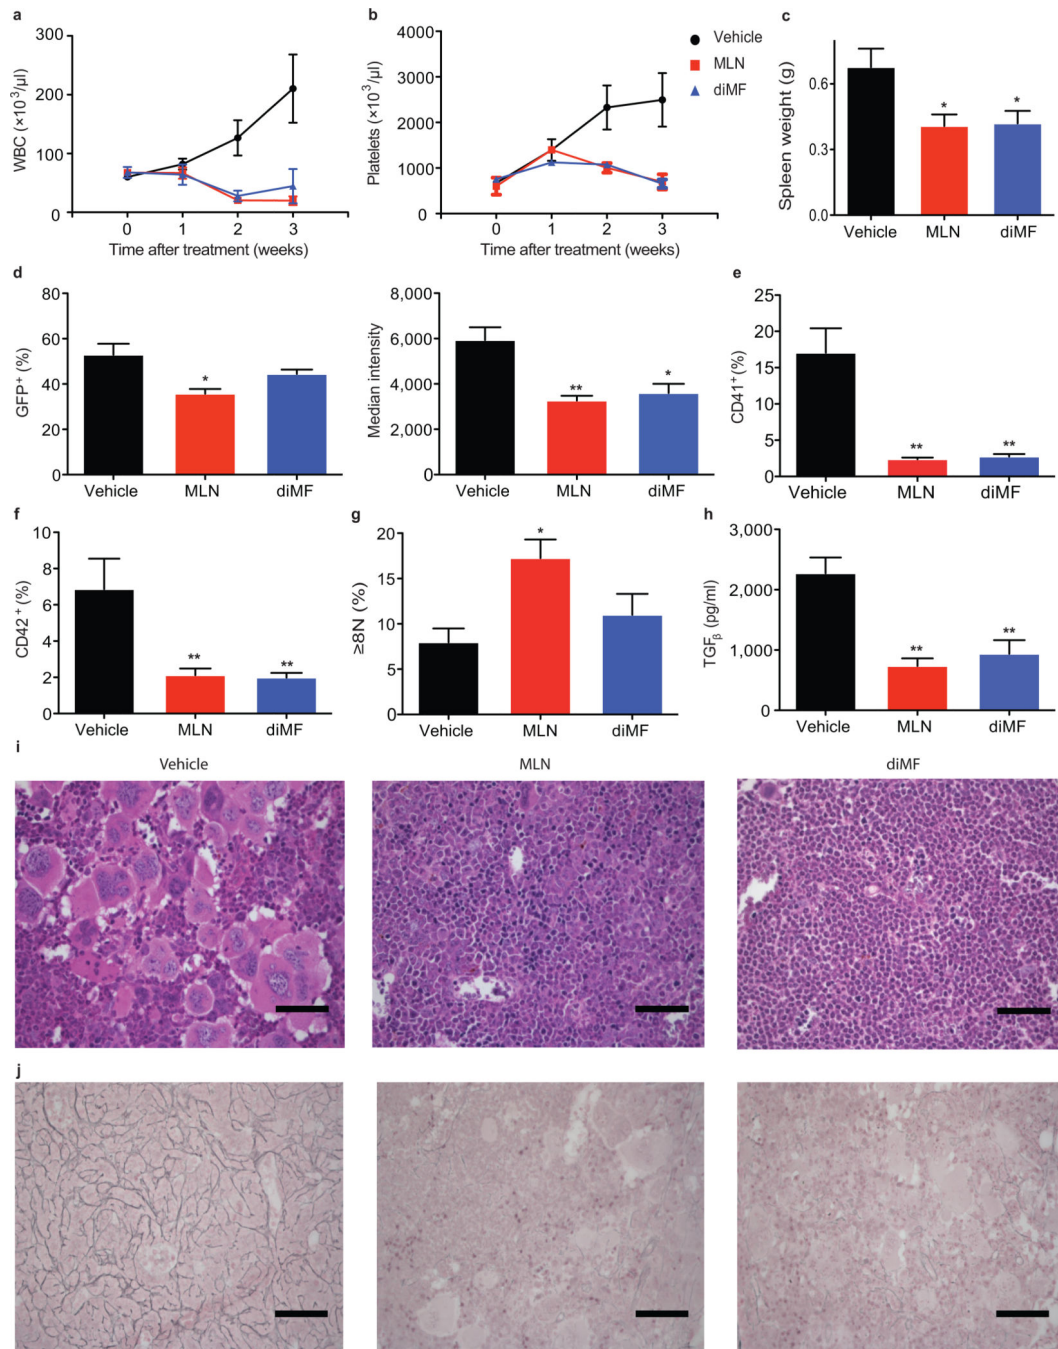 a
WBC (×10³/μl)
300
200
100
0
0 1 2 3
Time after treatment (weeks)
b
Platelets (×10³/μl)
4000
3000
2000
1000
0
0 1 2 3
Time after treatment (weeks)
Vehicle
MLN
diMF
c
Spleen weight (g)
0.6
0.3
0.0
* *
Vehicle MLN diMF
d
GFP⁺ (%)
80
60
40
20
0
*
Vehicle MLN diMF
Median intensity
8,000
6,000
4,000
2,000
0
** *
Vehicle MLN diMF
e
CD41⁺ (%)
25
20
15
10
5
0
** **
Vehicle MLN diMF
f
CD42⁺ (%)
10
8
6
4
2
0
** **
Vehicle MLN diMF
g
≥8N (%)
20
15
10
5
0
*
Vehicle MLN diMF
h
TGFβ (pg/ml)
3,000
2,000
1,000
0
** **
Vehicle MLN diMF
i
Vehicle MLN diMF
j